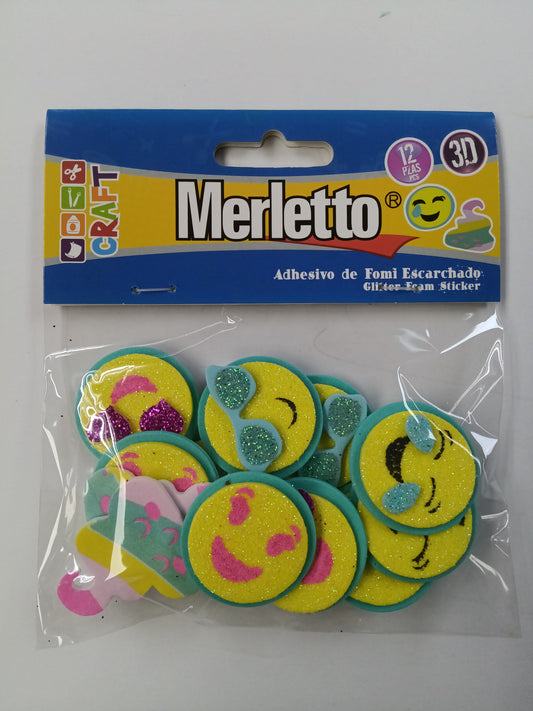 CRAFT
Merletto®
12
PZAS
PCS
3D
Adhesivo de Fomi Escarchado
Glitter Foam Sticker